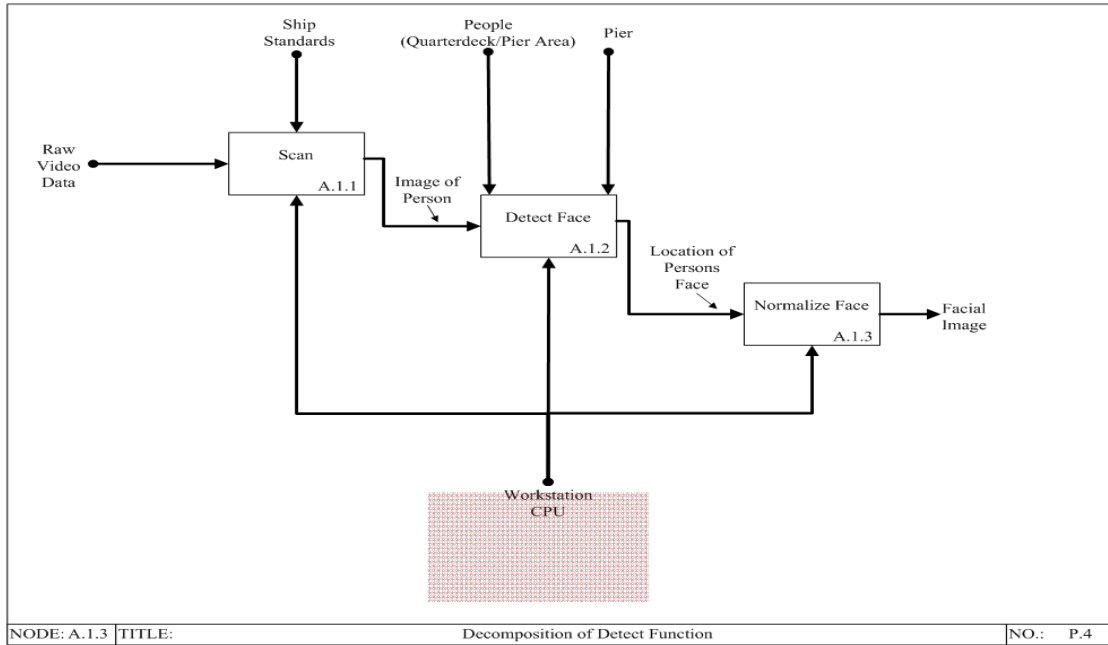 Ship
Standards
People
(Quarterdeck/Pier Area)
Pier
Raw
Video
Data
Scan
A.1.1
Image of
Person
Detect Face
A.1.2
Location of
Persons
Face
Normalize Face
A.1.3
Facial
Image
Workstation
CPU
NODE: A.1.3 TITLE: Decomposition of Detect Function NO.: P.4